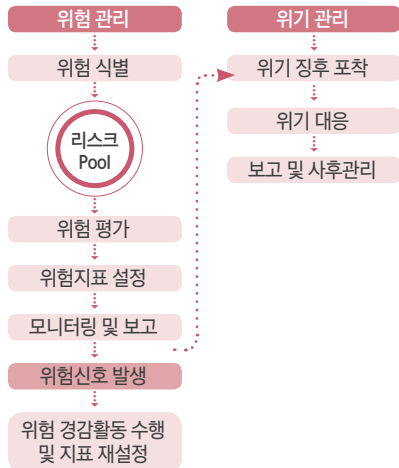 위험 관리
위험 식별
리스크
Pool
위험 평가
위험지표 설정
모니터링 및 보고
위험신호 발생
위험 경감활동 수행
및 지표 재설정
위기 관리
위기 징후 포착
위기 대응
보고 및 사후관리